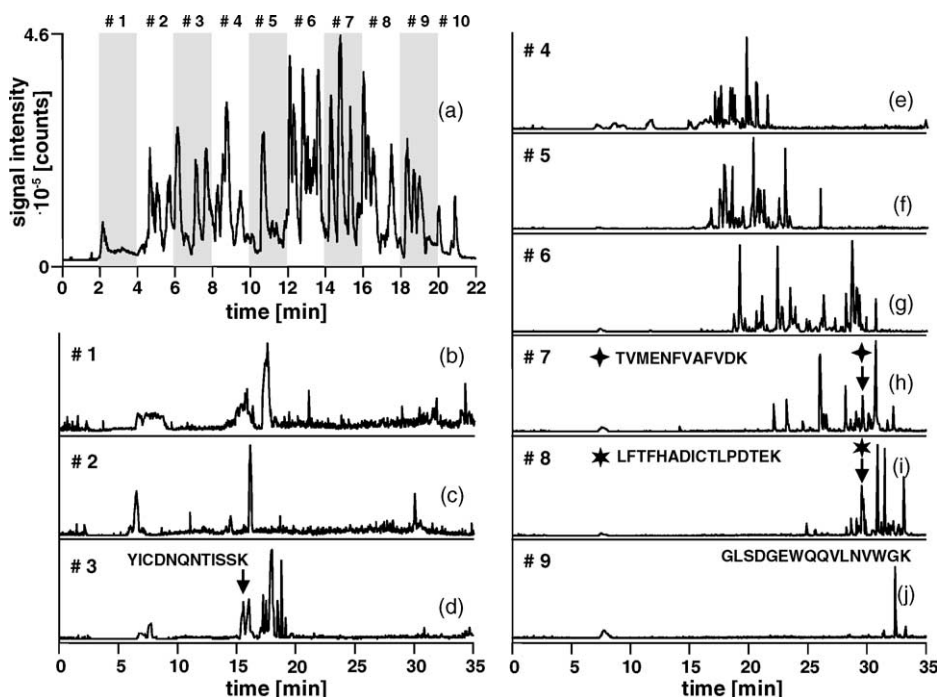 # 1 # 2 # 3 # 4 # 5 # 6 # 7 # 8 # 9 # 10
(a)
4.6
0
signal intensity
·10⁻⁵ [counts]
0 2 4 6 8 10 12 14 16 18 20 22
time [min]
# 1
(b)
# 2
(c)
# 3
YICDNQNTISSK
(d)
0 5 10 15 20 25 30 35
time [min]
# 4
(e)
# 5
(f)
# 6
(g)
# 7 TVMENFVAFVDK
(h)
# 8 LFTFHADICTLPDTEK
(i)
# 9 GLSDGEWQQVLNVWGK
(j)
0 5 10 15 20 25 30 35
time [min]